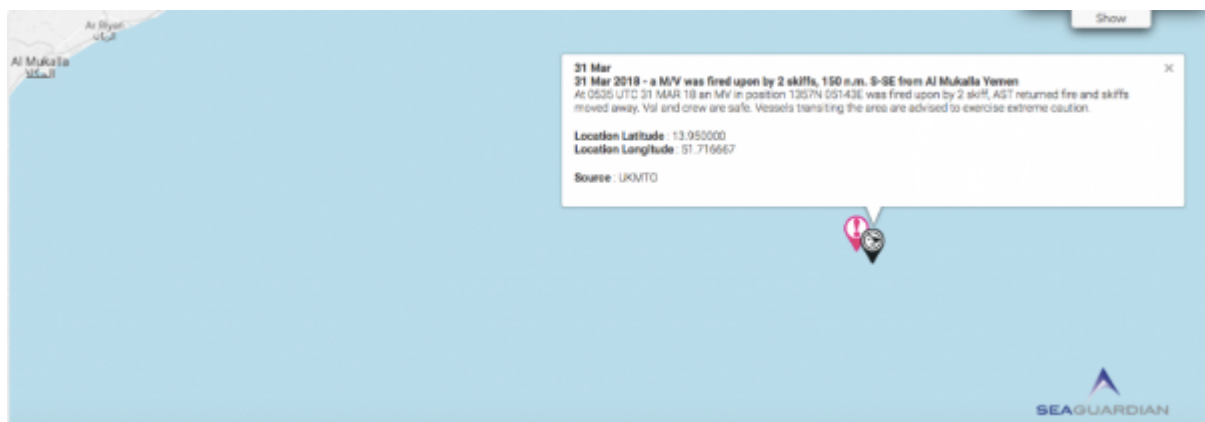 Ar Riyan
الريان
Al Mukalla
المكلا
Show
31 Mar
31 Mar 2018 - a M/V was fired upon by 2 skiffs, 150 n.m. S-SE from Al Mukalla Yemen
At 0535 UTC 31 MAR 18 an MV in position 1357N 05143E was fired upon by 2 skiff, AST returned fire and skiffs
moved away. Vsl and crew are safe. Vessels transiting the area are advised to exercise extreme caution.
Location Latitude : 13.950000
Location Longitude : 51.716667
Source : UKMTO
SEAGUARDIAN